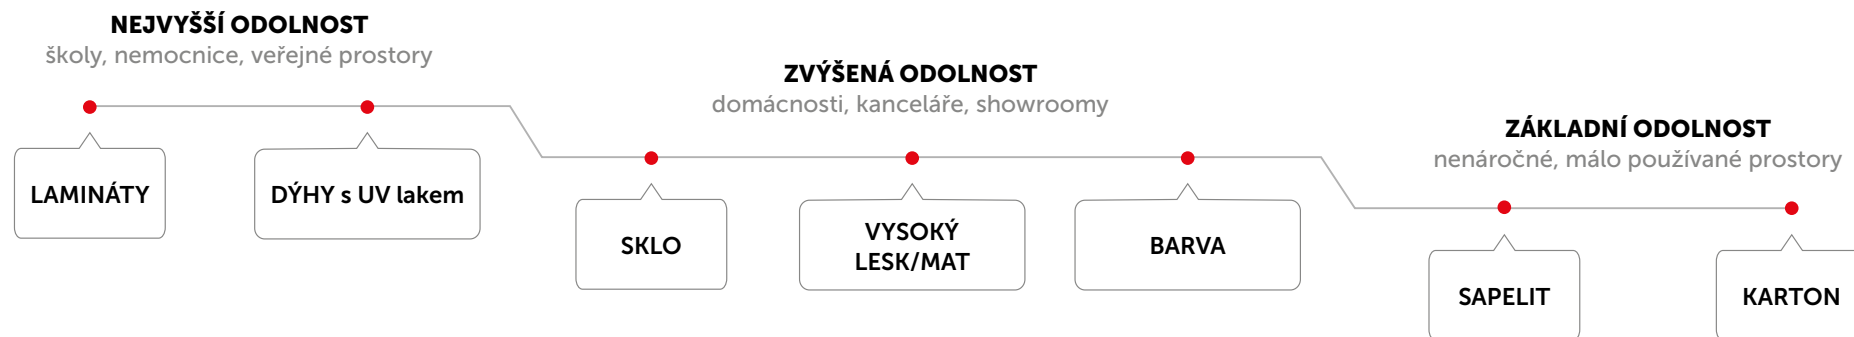 NEJVYŠŠÍ ODOLNOST
školy, nemocnice, veřejné prostory
LAMINÁTY
DÝHY s UV lakem
ZVÝŠENÁ ODOLNOST
domácnosti, kanceláře, showroomy
SKLO
VYSOKÝ
LESK/MAT
BARVA
ZÁKLADNÍ ODOLNOST
nenáročné, málo používané prostory
SAPELIT
KARTON